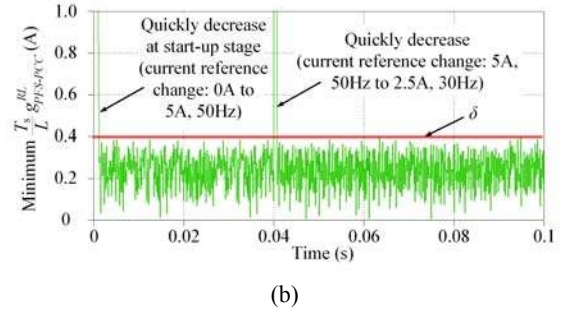 1.0
0.8
0.6
0.4
0.2
0
Minimum T_s/L g^{RL}_{PFS-PCC} (A)
Quickly decrease
at start-up stage
(current reference
change: 0A to
5A, 50Hz)
Quickly decrease
(current reference change: 5A,
50Hz to 2.5A, 30Hz)
δ
0
0.02
0.04
0.06
0.08
0.1
Time (s)
(b)